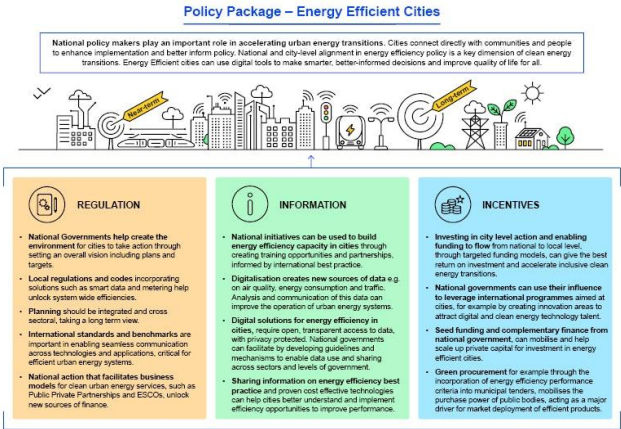 Policy Package – Energy Efficient Cities
National policy makers play an important role in accelerating urban energy transitions. Cities connect directly with communities and people
to enhance implementation and better inform policy. National and city-level alignment in energy efficiency policy is a key dimension of clean energy
transitions. Energy Efficient cities can use digital tools to make smarter, better-informed decisions and improve quality of life for all.
Near-term
Long-term
REGULATION
• National Governments help create the
environment for cities to take action through
setting an overall vision including plans and
targets.
• Local regulations and codes incorporating
solutions such as smart data and metering help
unlock system wide efficiencies.
• Planning should be integrated and cross
sectoral, taking a long term view.
• International standards and benchmarks are
important in enabling seamless communication
across technologies and applications, critical for
efficient urban energy systems.
• National action that facilitates business
models for clean urban energy services, such as
Public Private Partnerships and ESCOs, unlock
new sources of finance.
INFORMATION
• National initiatives can be used to build
energy efficiency capacity in cities through
creating training opportunities and partnerships,
informed by international best practice.
• Digitalisation creates new sources of data e.g.
on air quality, energy consumption and traffic.
Analysis and communication of this data can
improve the operation of urban energy systems.
• Digital solutions for energy efficiency in
cities, require open, transparent access to data,
with privacy protected. National governments
can facilitate by developing guidelines and
mechanisms to enable data use and sharing
across sectors and levels of government.
• Sharing information on energy efficiency best
practice and proven cost effective technologies
can help cities better understand and implement
efficiency opportunities to improve performance.
INCENTIVES
• Investing in city level action and enabling
funding to flow from national to local level,
through targeted funding models, can give the best
return on investment and accelerate inclusive clean
energy transitions.
• National governments can use their influence
to leverage international programmes aimed at
cities, for example by creating innovation areas to
attract digital and clean energy technology talent.
• Seed funding and complementary finance from
national government, can mobilise and help
scale up private capital for investment in energy
efficient cities.
• Green procurement for example through the
incorporation of energy efficiency performance
criteria into municipal tenders, mobilises the
purchase power of public bodies, acting as a major
driver for market deployment of efficient products.